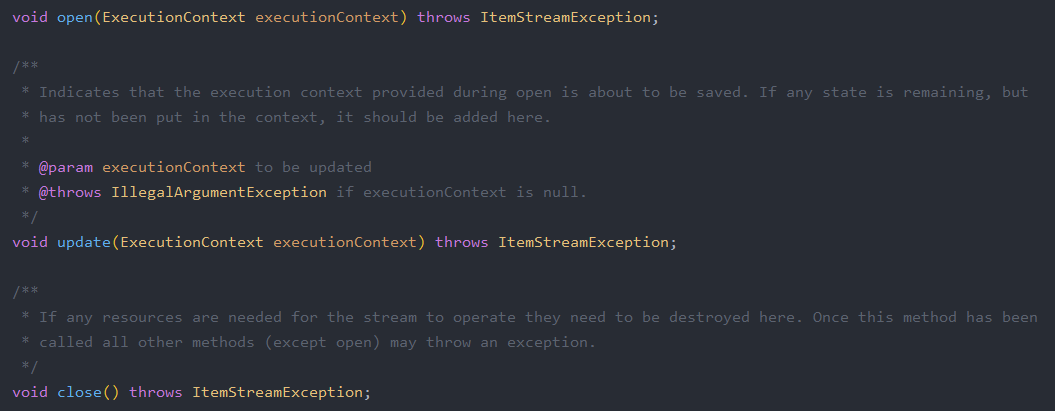 void open(ExecutionContext executionContext) throws ItemStreamException;
/**
* Indicates that the execution context provided during open is about to be saved. If any state is remaining, but
* has not been put in the context, it should be added here.
*
* @param executionContext to be updated
* @throws IllegalArgumentException if executionContext is null.
*/
void update(ExecutionContext executionContext) throws ItemStreamException;
/**
* If any resources are needed for the stream to operate they need to be destroyed here. Once this method has been
* called all other methods (except open) may throw an exception.
*/
void close() throws ItemStreamException;